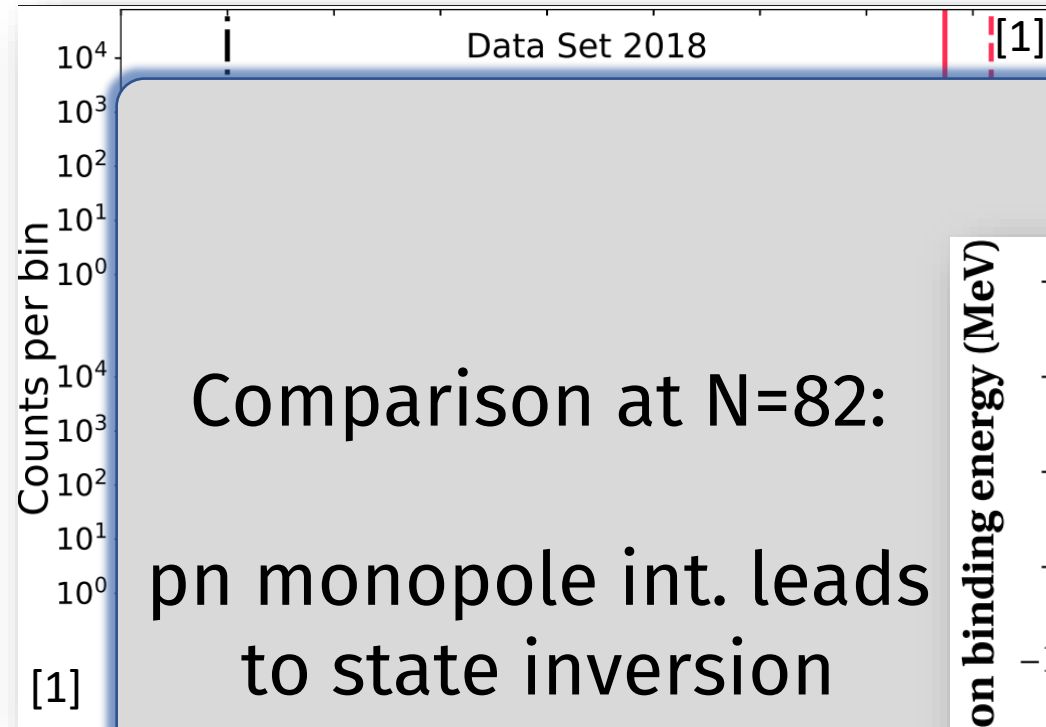 Data Set 2018
[1]
10⁴
10³
10²
10¹
10⁰
Counts per bin
10⁴
10³
10²
10¹
10⁰
[1]
Comparison at N=82:
pn monopole int. leads
to state inversion
binding energy (MeV)